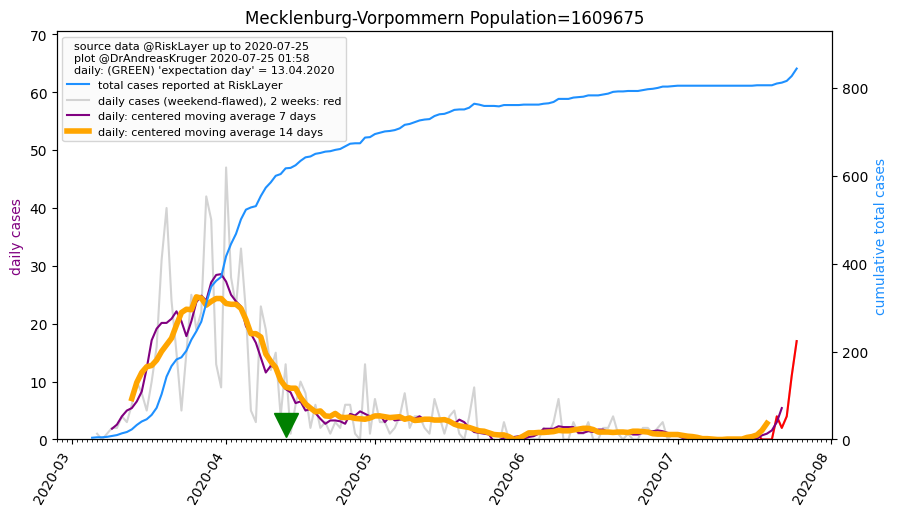 Mecklenburg-Vorpommern Population=1609675
source data @RiskLayer up to 2020-07-25
plot @DrAndreasKruger 2020-07-25 01:58
daily: (GREEN) 'expectation day' = 13.04.2020
total cases reported at RiskLayer
daily cases (weekend-flawed), 2 weeks: red
daily: centered moving average 7 days
daily: centered moving average 14 days
daily cases
70
60
50
40
30
20
10
0
cumulative total cases
800
600
400
200
0
2020-03
2020-04
2020-05
2020-06
2020-07
2020-08